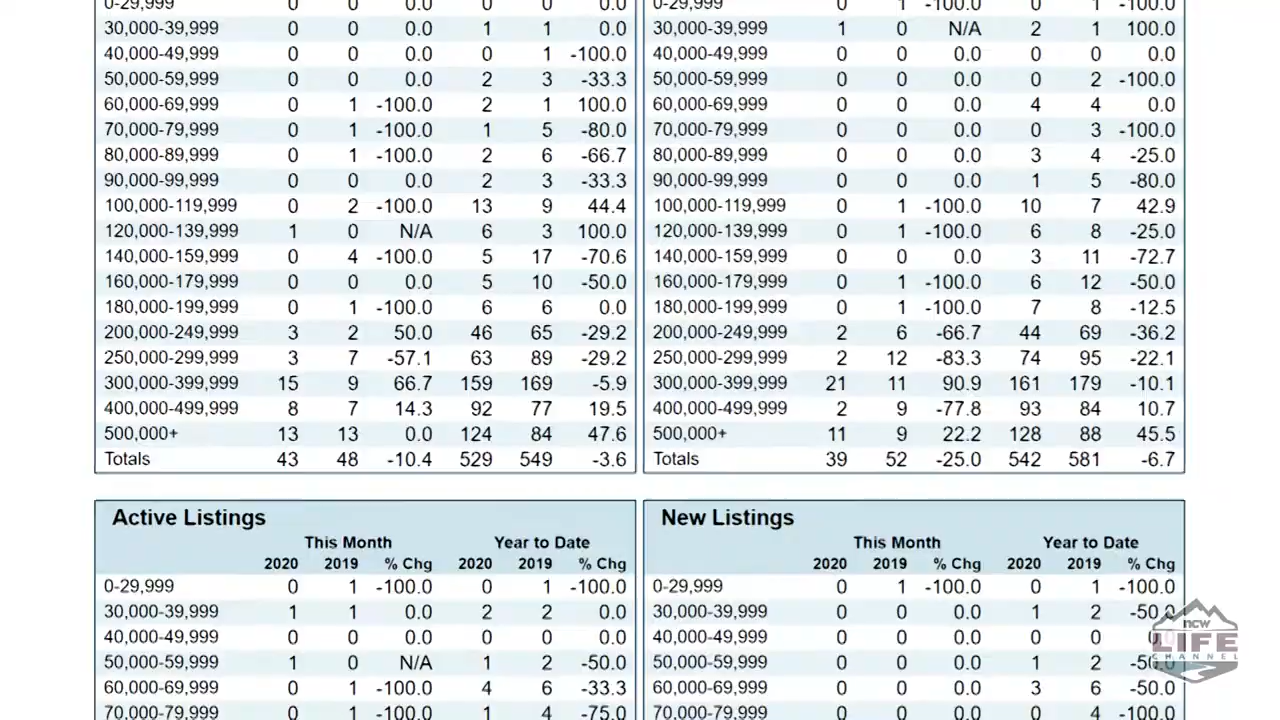 0-29,999 0 0 0.0 0 0 0.0
30,000-39,999 0 0 0.0 1 1 0.0
40,000-49,999 0 0 0.0 0 1 -100.0
50,000-59,999 0 0 0.0 2 3 -33.3
60,000-69,999 0 1 -100.0 2 1 100.0
70,000-79,999 0 1 -100.0 1 5 -80.0
80,000-89,999 0 1 -100.0 2 6 -66.7
90,000-99,999 0 0 0.0 2 3 -33.3
100,000-119,999 0 2 -100.0 13 9 44.4
120,000-139,999 1 0 N/A 6 3 100.0
140,000-159,999 0 4 -100.0 5 17 -70.6
160,000-179,999 0 0 0.0 5 10 -50.0
180,000-199,999 0 1 -100.0 6 6 0.0
200,000-249,999 3 2 50.0 46 65 -29.2
250,000-299,999 3 7 -57.1 63 89 -29.2
300,000-399,999 15 9 66.7 159 169 -5.9
400,000-499,999 8 7 14.3 92 77 19.5
500,000+ 13 13 0.0 124 84 47.6
Totals 43 48 -10.4 529 549 -3.6
0-29,999 0 1 -100.0 0 1 -100.0
30,000-39,999 1 0 N/A 2 1 100.0
40,000-49,999 0 0 0.0 0 0 0.0
50,000-59,999 0 0 0.0 0 2 -100.0
60,000-69,999 0 0 0.0 4 4 0.0
70,000-79,999 0 0 0.0 0 3 -100.0
80,000-89,999 0 0 0.0 3 4 -25.0
90,000-99,999 0 0 0.0 1 5 -80.0
100,000-119,999 0 1 -100.0 10 7 42.9
120,000-139,999 0 1 -100.0 6 8 -25.0
140,000-159,999 0 0 0.0 3 11 -72.7
160,000-179,999 0 1 -100.0 6 12 -50.0
180,000-199,999 0 1 -100.0 7 8 -12.5
200,000-249,999 2 6 -66.7 44 69 -36.2
250,000-299,999 2 12 -83.3 74 95 -22.1
300,000-399,999 21 11 90.9 161 179 -10.1
400,000-499,999 2 9 -77.8 93 84 10.7
500,000+ 11 9 22.2 128 88 45.5
Totals 39 52 -25.0 542 581 -6.7
Active Listings
This Month Year to Date
2020 2019 % Chg 2020 2019 % Chg
0-29,999 0 1 -100.0 0 1 -100.0
30,000-39,999 1 1 0.0 2 2 0.0
40,000-49,999 0 0 0.0 0 0 0.0
50,000-59,999 1 0 N/A 1 2 -50.0
60,000-69,999 0 1 -100.0 4 6 -33.3
70,000-79,999 0 1 -100.0 1 4 -75.0
New Listings
This Month Year to Date
2020 2019 % Chg 2020 2019 % Chg
0-29,999 0 1 -100.0 0 1 -100.0
30,000-39,999 0 0 0.0 1 2 -50.0
40,000-49,999 0 0 0.0 0 0
50,000-59,999 0 0 0.0 1 2 -50.0
60,000-69,999 0 0 0.0 3 6 -50.0
70,000-79,999 0 0 0.0 0 4 -100.0
ncw
LIFE
CHANNEL